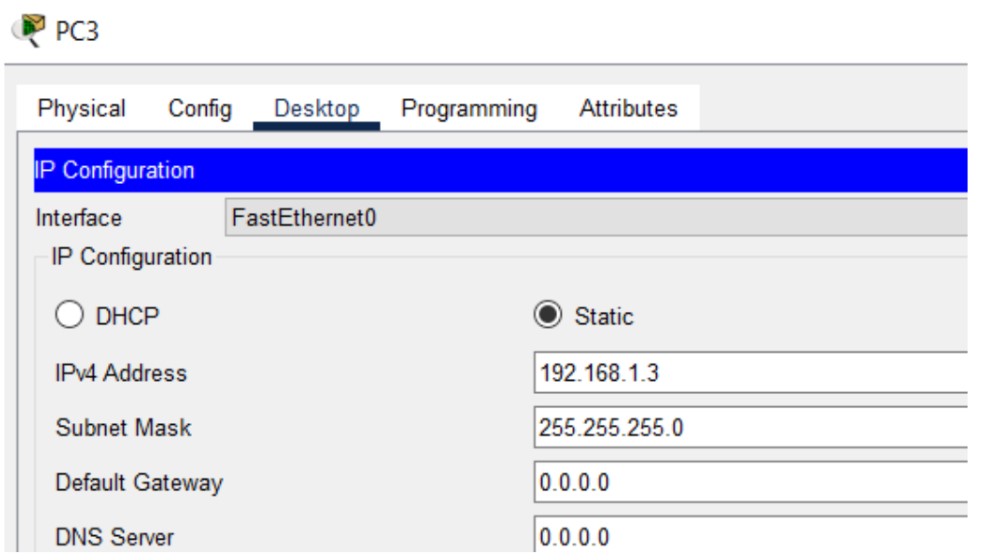 PC3
Physical Config Desktop Programming Attributes
IP Configuration
Interface FastEthernet0
IP Configuration
DHCP Static
IPv4 Address 192.168.1.3
Subnet Mask 255.255.255.0
Default Gateway 0.0.0.0
DNS Server 0.0.0.0